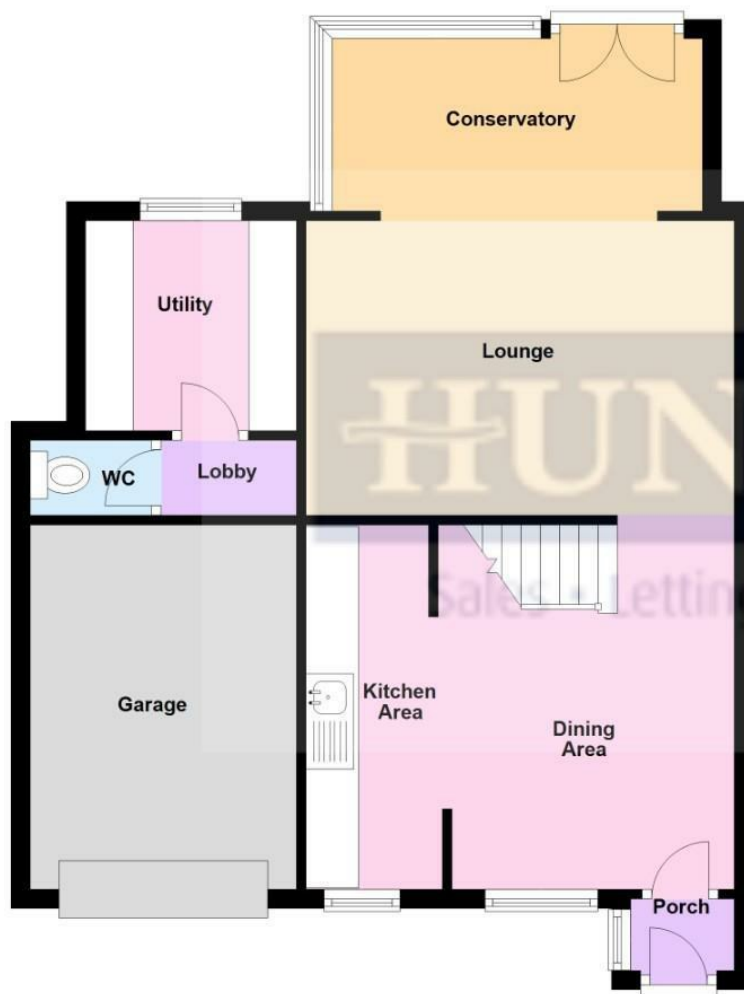 Conservatory
Utility
Lounge
HUN
WC
Lobby
Sales • Lettin
Garage
Kitchen
Area
Dining
Area
Porch